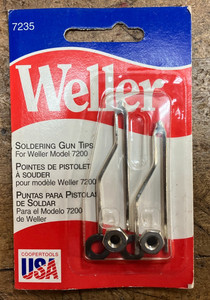 7235
Weller
SOLDERING GUN TIPS
For Weller Model 7200
POINTES DE PISTOLET
À SOUDER
pour modèle Weller 7200
PUNTAS PARA PISTOLAS
DE SOLDAR
Para el Modelo 7200
de Weller
COOPERTOOLS
USA